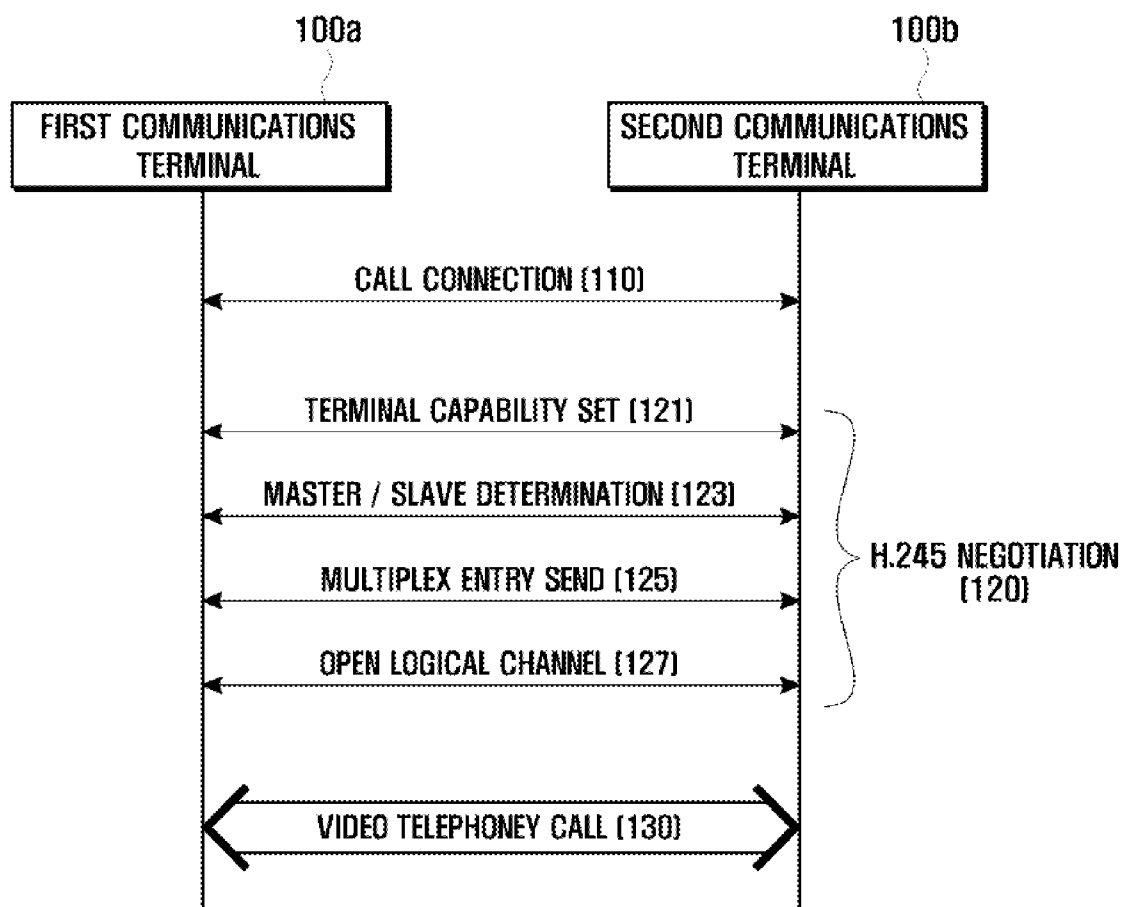 100a
100b
FIRST COMMUNICATIONS
TERMINAL
SECOND COMMUNICATIONS
TERMINAL
CALL CONNECTION (110)
TERMINAL CAPABILITY SET (121)
MASTER / SLAVE DETERMINATION (123)
MULTIPLEX ENTRY SEND (125)
OPEN LOGICAL CHANNEL (127)
H.245 NEGOTIATION
(120)
VIDEO TELEPHONEY CALL (130)